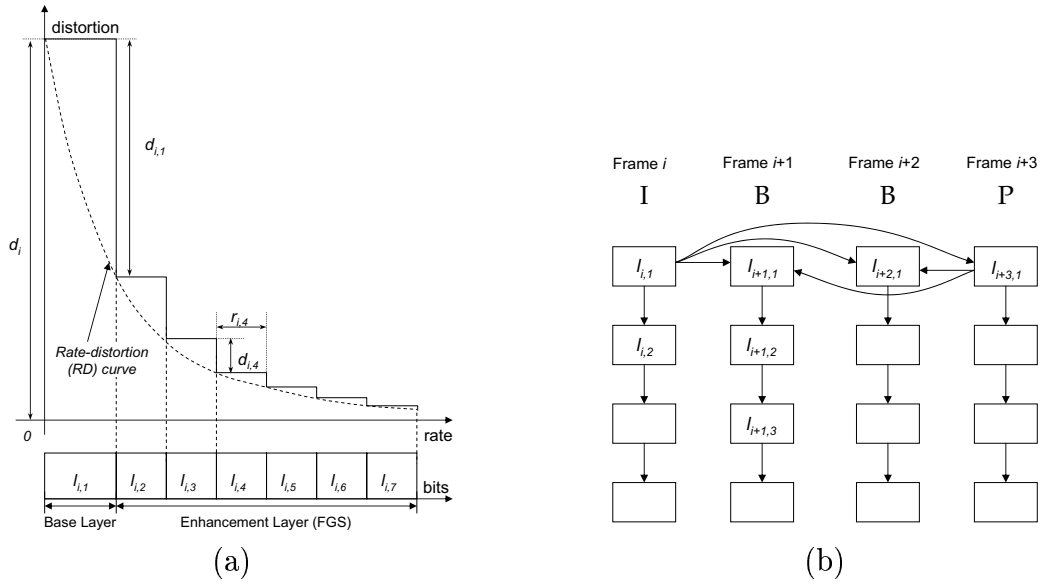 distortion
d_{i,1}
d_i
r_{i,4}
d_{i,4}
Rate-distortion
(RD) curve
0
rate
l_{i,1} l_{i,2} l_{i,3} l_{i,4} l_{i,5} l_{i,6} l_{i,7} bits
Base Layer Enhancement Layer (FGS)
(a)
Frame i Frame i+1 Frame i+2 Frame i+3
I B B P
l_{i,1} l_{i+1,1} l_{i+2,1} l_{i+3,1}
l_{i,2} l_{i+1,2}
l_{i+1,3}
(b)